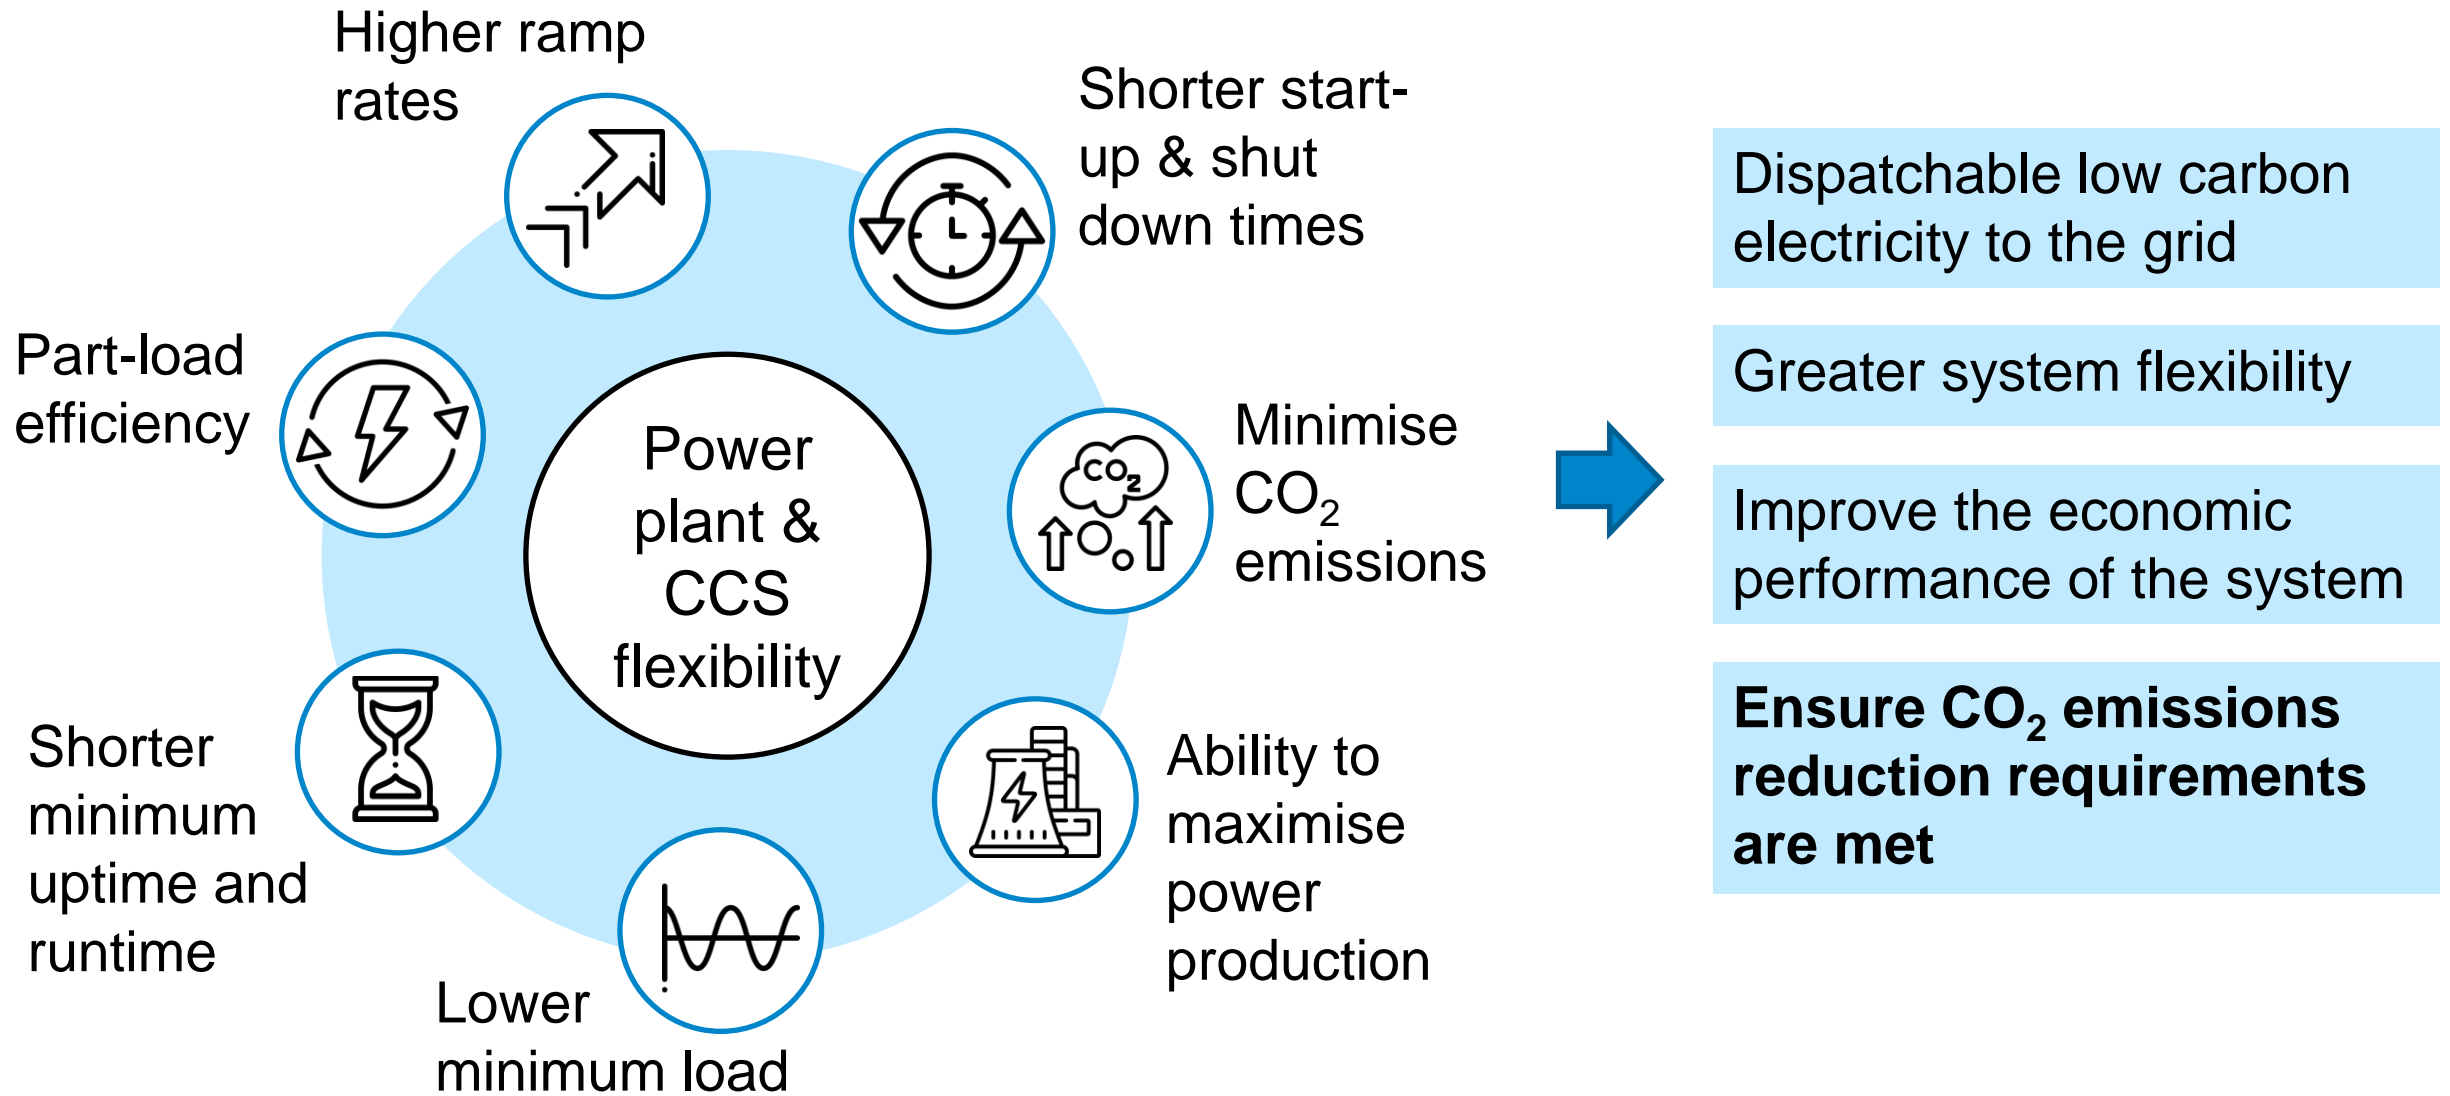 Higher ramp
rates
Shorter start-
up & shut
down times
Part-load
efficiency
Minimise
CO₂
emissions
CO₂
Power
plant &
CCS
flexibility
Shorter
minimum
uptime and
runtime
Ability to
maximise
power
production
Lower
minimum load
Dispatchable low carbon
electricity to the grid
Greater system flexibility
Improve the economic
performance of the system
Ensure CO₂ emissions
reduction requirements
are met